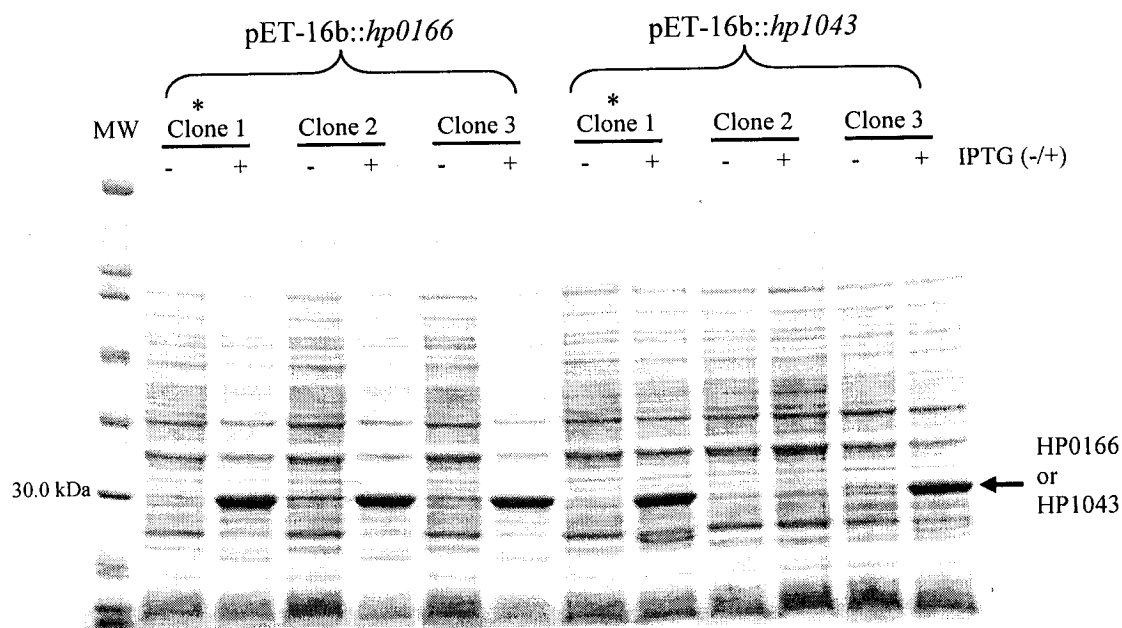 pET-16b::hp0166 pET-16b::hp1043
* *
MW Clone 1 Clone 2 Clone 3 Clone 1 Clone 2 Clone 3
- + - + - + - + - + - + IPTG (-/+)
30.0 kDa
HP0166
or
HP1043